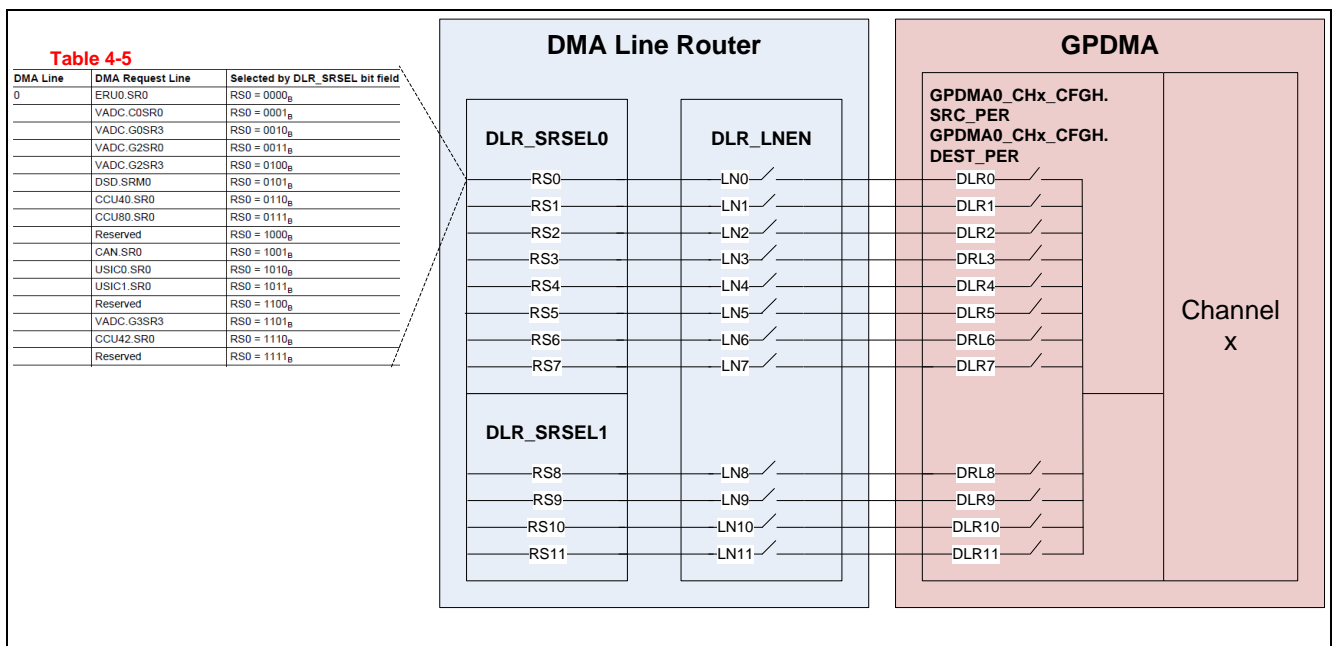 Table 4-5
DMA Line DMA Request Line Selected by DLR_SRSEL bit field
0 ERU0.SR0 RS0 = 0000B
VADC.C0SR0 RS0 = 0001B
VADC.G0SR3 RS0 = 0010B
VADC.G2SR0 RS0 = 0011B
VADC.G2SR3 RS0 = 0100B
DSD.SRM0 RS0 = 0101B
CCU40.SR0 RS0 = 0110B
CCU80.SR0 RS0 = 0111B
Reserved RS0 = 1000B
CAN.SR0 RS0 = 1001B
USIC0.SR0 RS0 = 1010B
USIC1.SR0 RS0 = 1011B
Reserved RS0 = 1100B
VADC.G3SR3 RS0 = 1101B
CCU42.SR0 RS0 = 1110B
Reserved RS0 = 1111B
DMA Line Router
DLR_SRSEL0
RS0
RS1
RS2
RS3
RS4
RS5
RS6
RS7
DLR_SRSEL1
RS8
RS9
RS10
RS11
DLR_LNEN
LN0
LN1
LN2
LN3
LN4
LN5
LN6
LN7
LN8
LN9
LN10
LN11
GPDMA
GPDMA0_CHx_CFGH.
SRC_PER
GPDMA0_CHx_CFGH.
DEST_PER
DLR0
DLR1
DLR2
DRL3
DLR4
DLR5
DRL6
DLR7
DRL8
DLR9
DLR10
DLR11
Channel
x